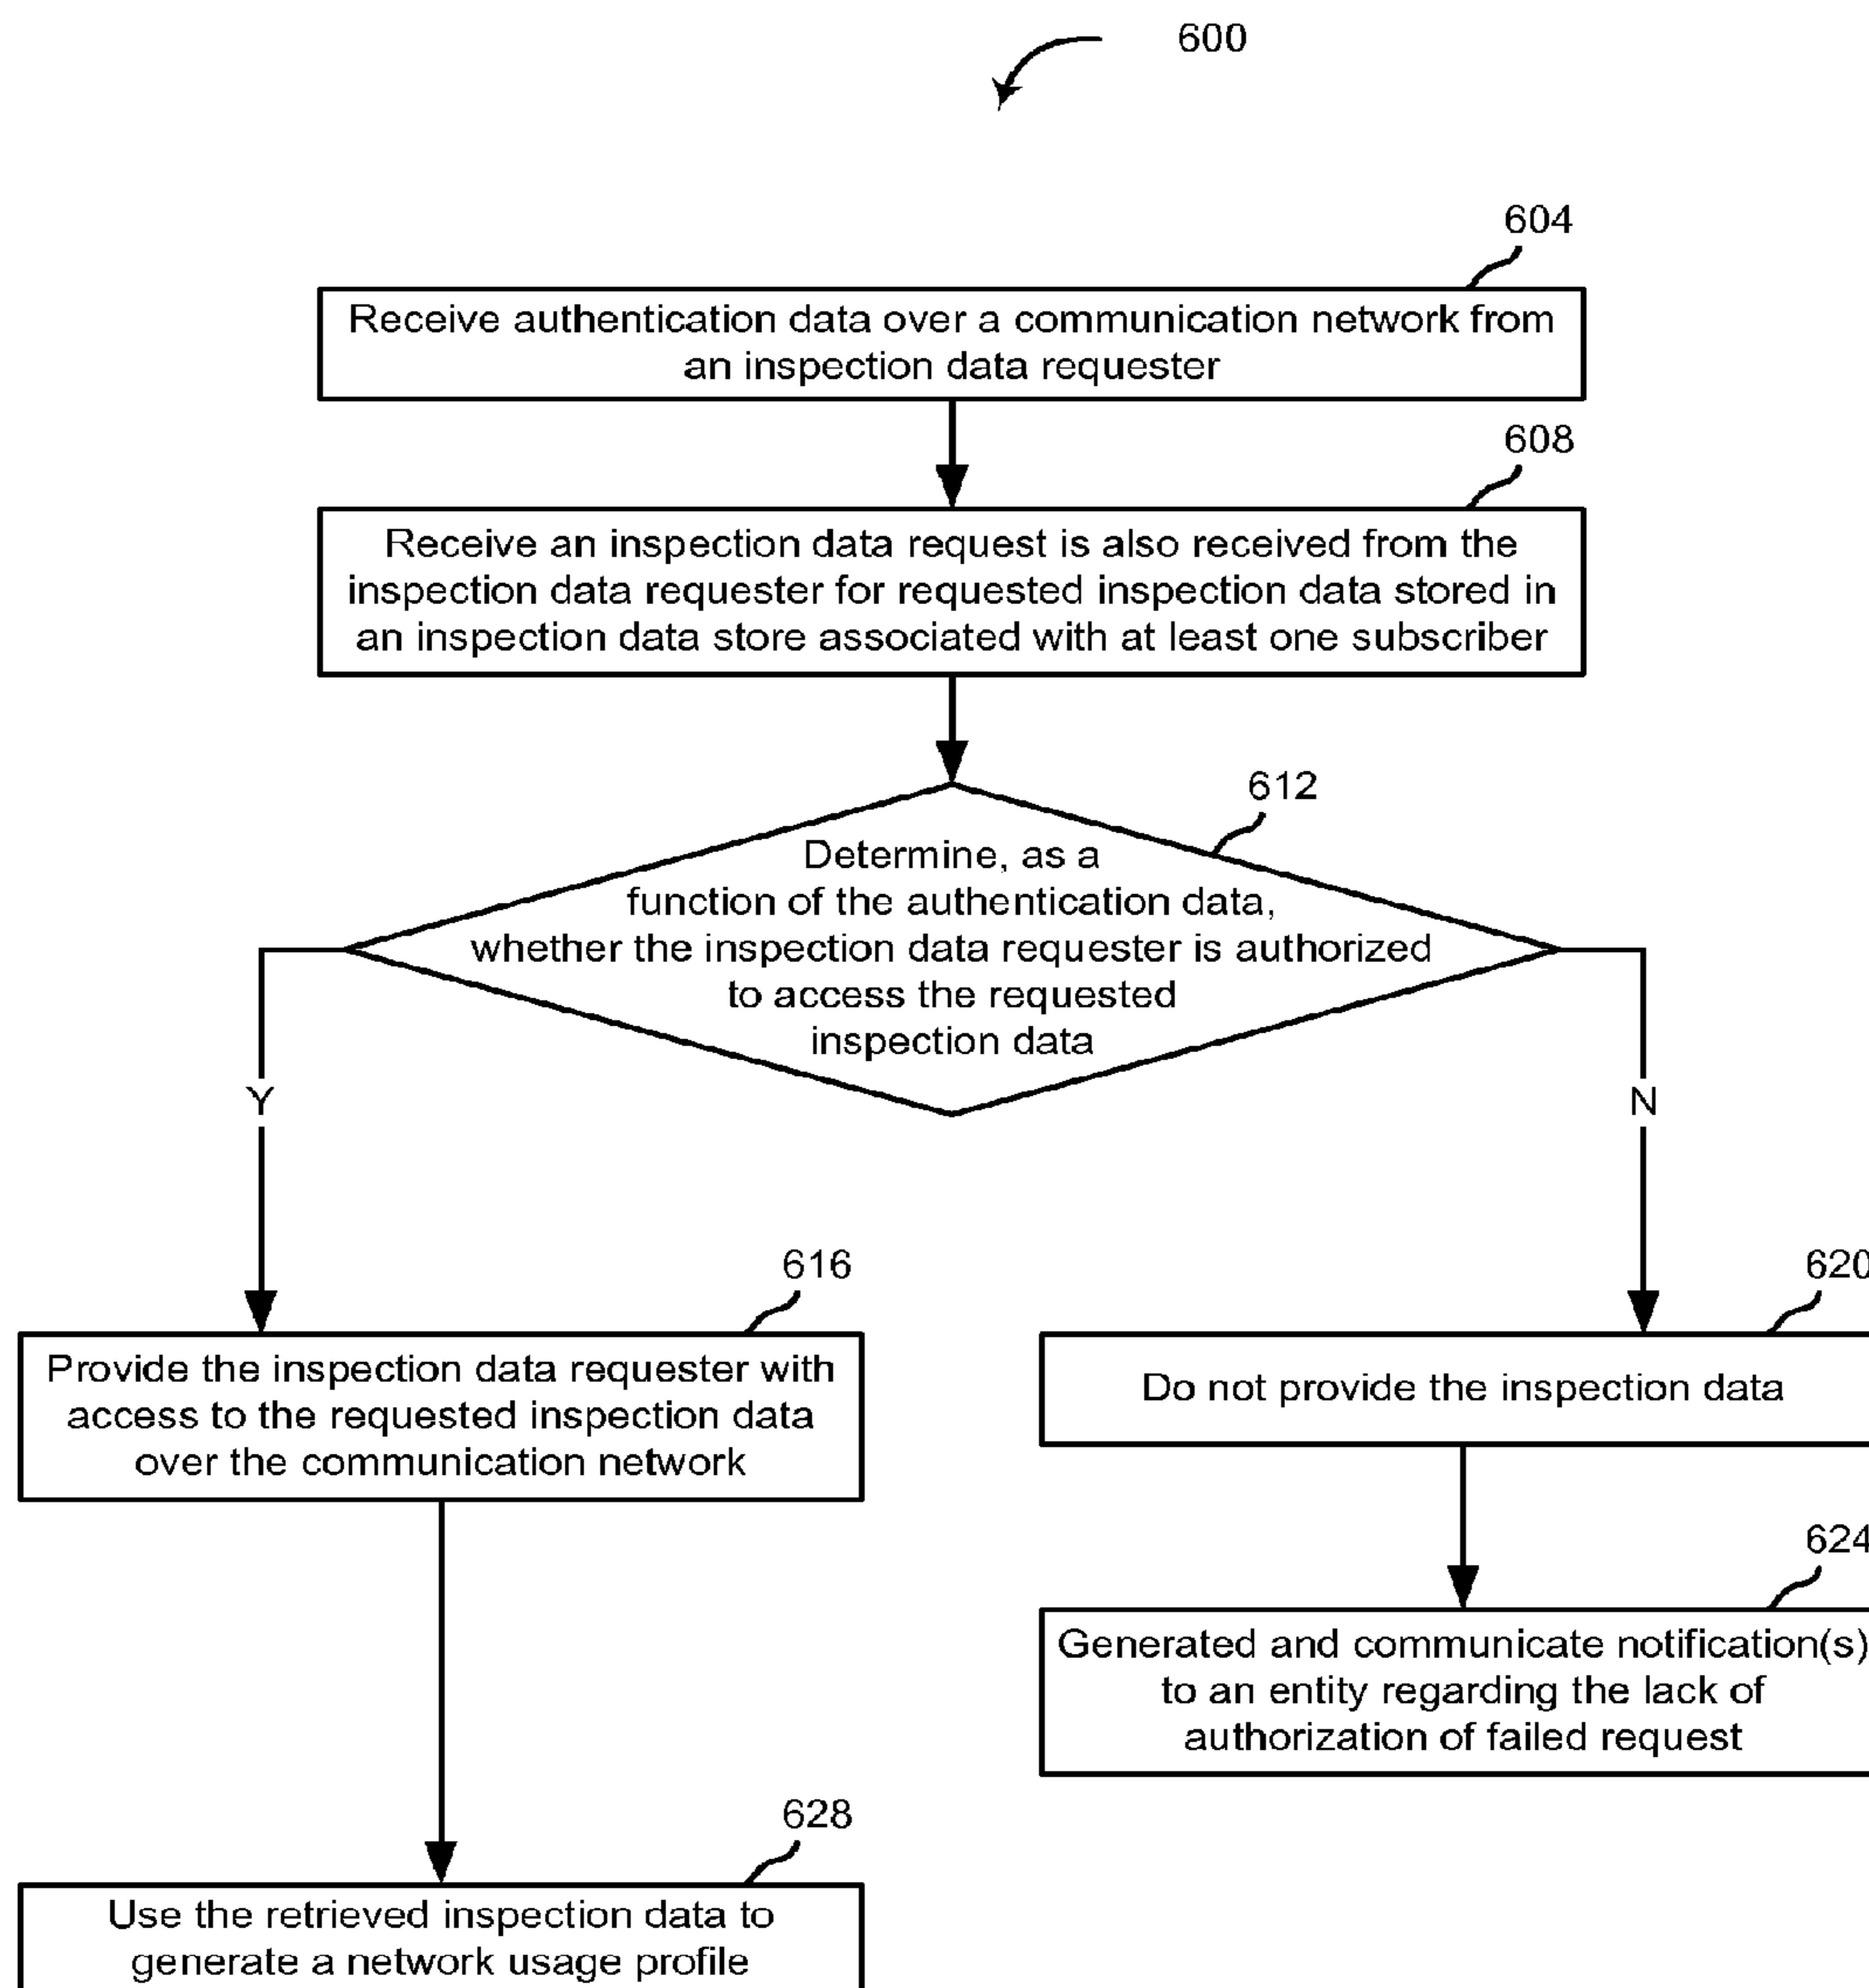 600
604
Receive authentication data over a communication network from
an inspection data requester
608
Receive an inspection data request is also received from the
inspection data requester for requested inspection data stored in
an inspection data store associated with at least one subscriber
612
Determine, as a
function of the authentication data,
whether the inspection data requester is authorized
to access the requested
inspection data
Y
N
616
Provide the inspection data requester with
access to the requested inspection data
over the communication network
620
Do not provide the inspection data
624
Generated and communicate notification(s)
to an entity regarding the lack of
authorization of failed request
628
Use the retrieved inspection data to
generate a network usage profile